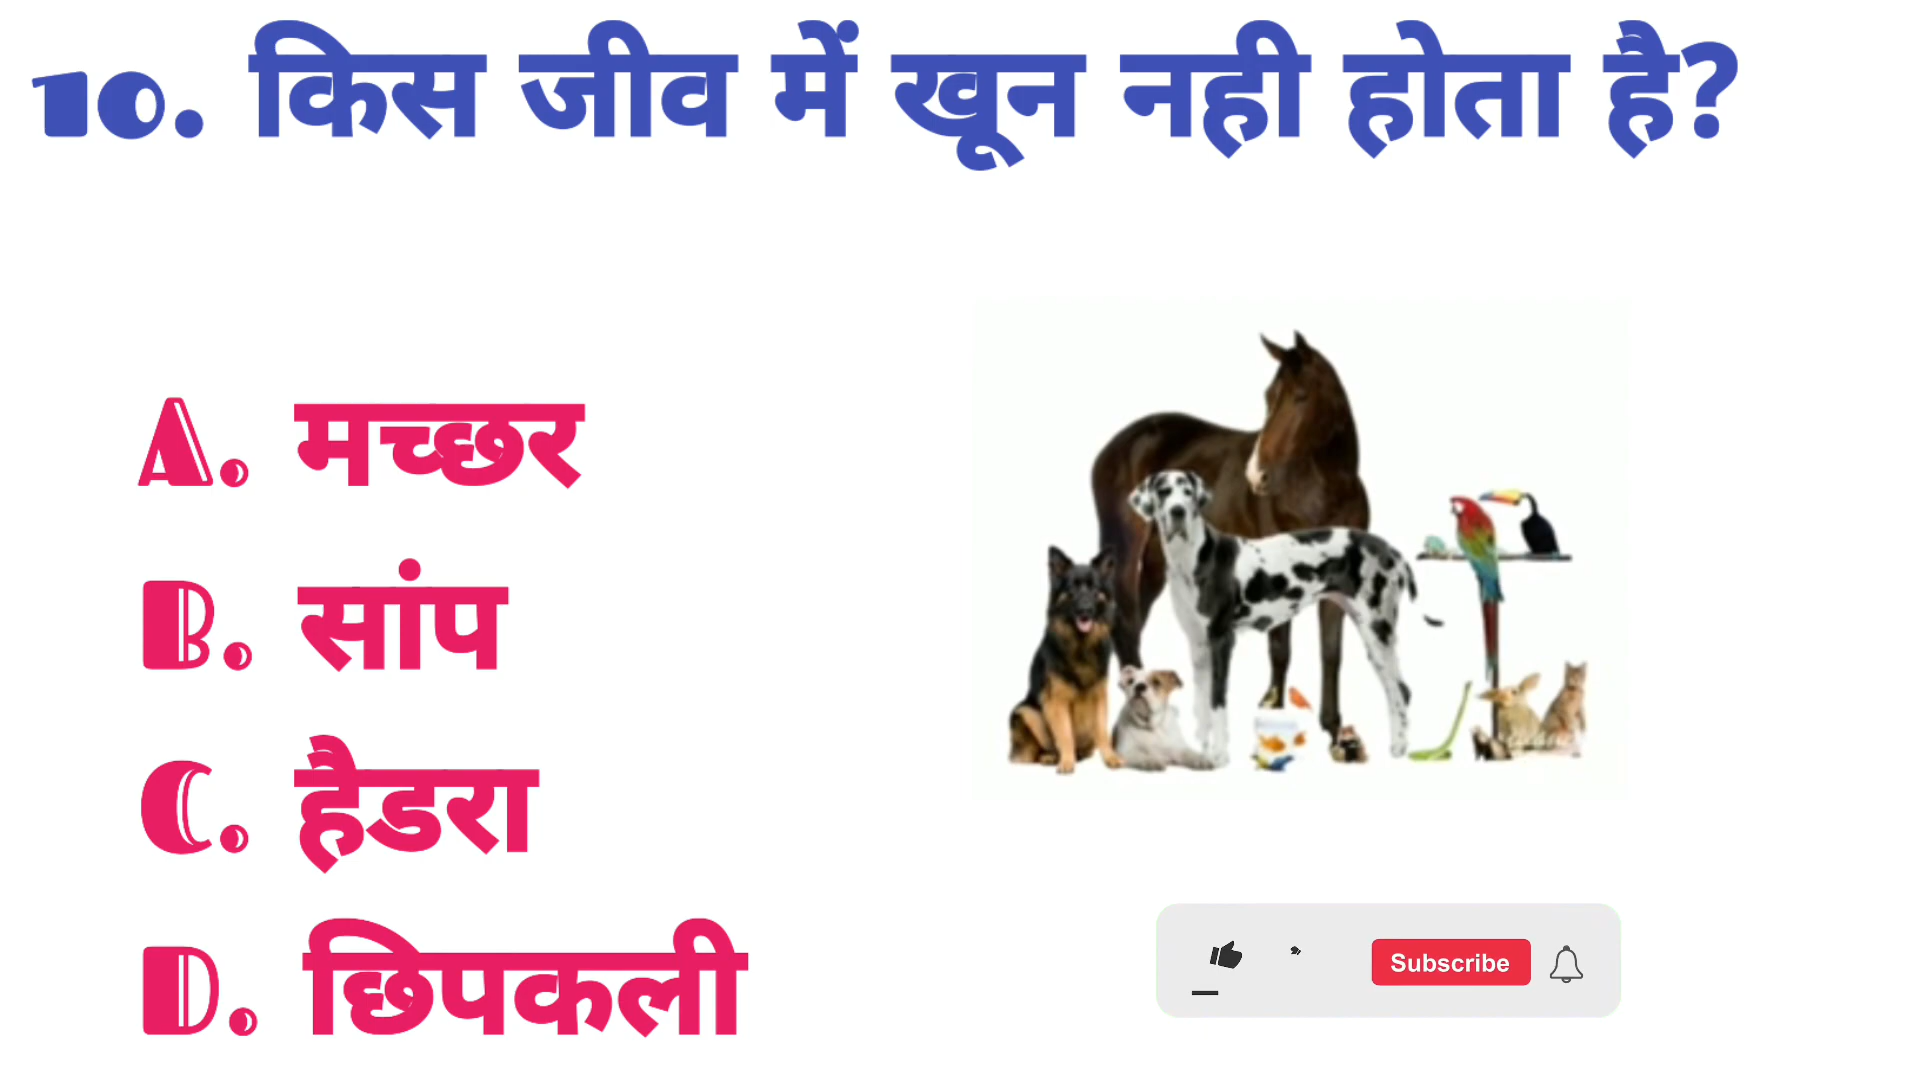 10. किस जीव में खून नही होता है?
A. मच्छर
B. सांप
C. हैडरा
D. छिपकली
Subscribe